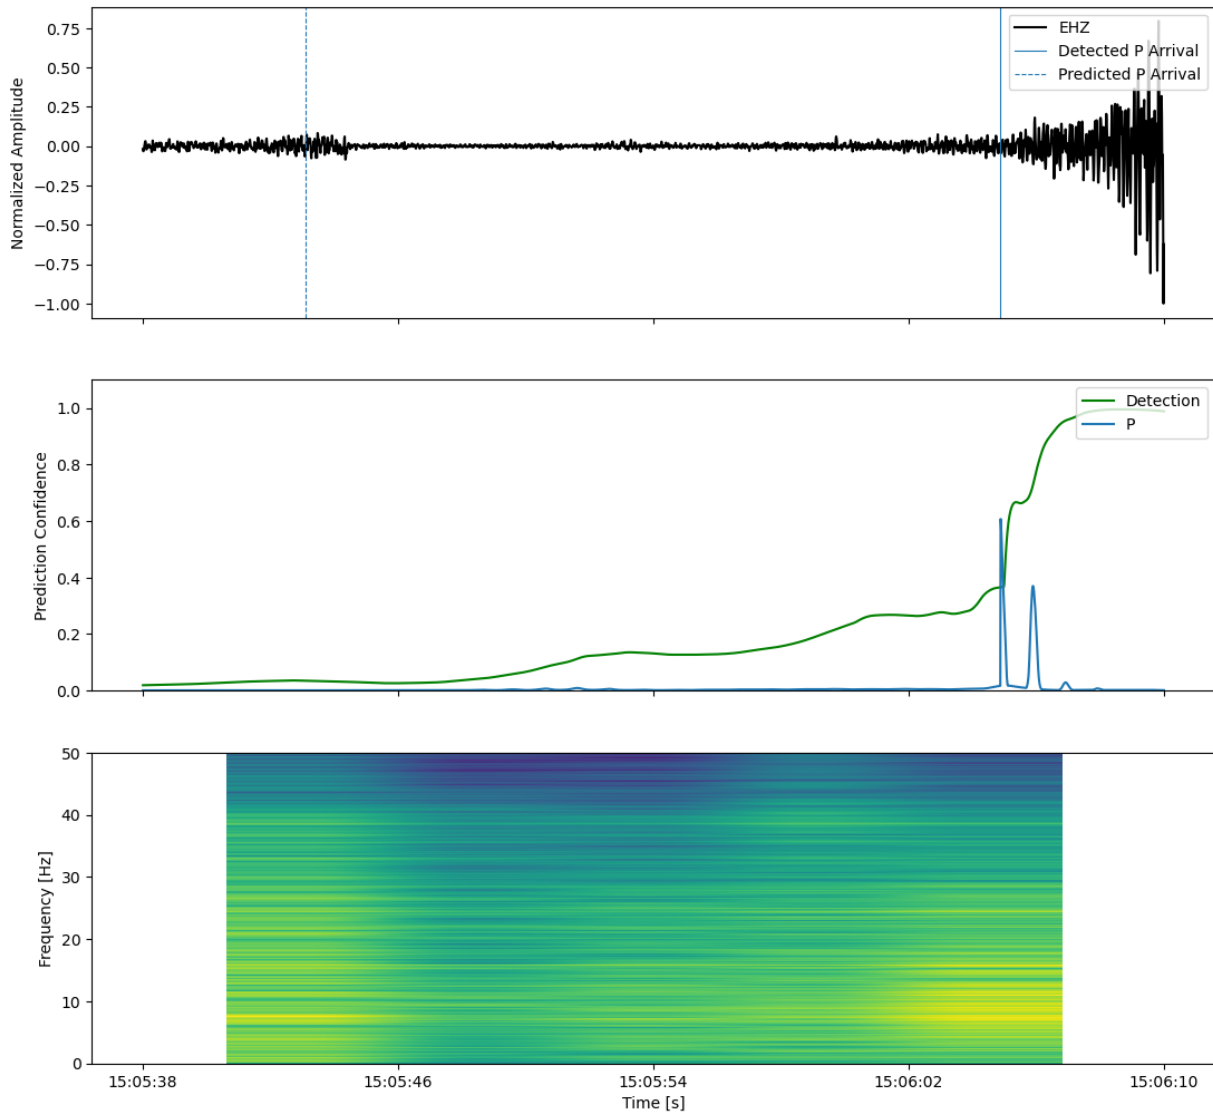 0.75
0.50
0.25
0.00
−0.25
−0.50
−0.75
−1.00
Normalized Amplitude
EHZ
Detected P Arrival
Predicted P Arrival
1.0
0.8
0.6
0.4
0.2
0.0
Prediction Confidence
Detection
P
50
40
30
20
10
0
Frequency [Hz]
15:05:38 15:05:46 15:05:54 15:06:02 15:06:10
Time [s]